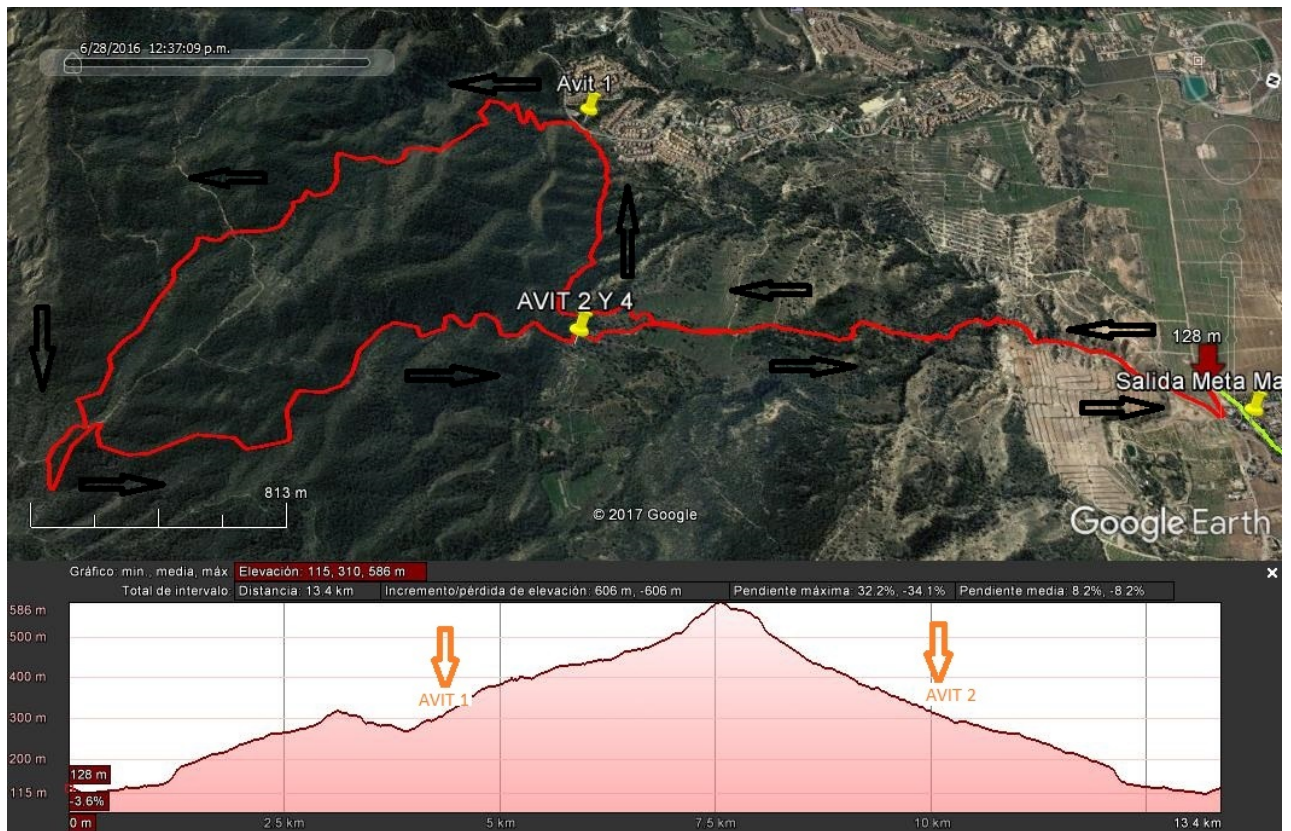 6/28/2016 12:37:09 p.m.
Avit 1
N
AVIT 2 Y 4
128 m
Salida Meta Ma
813 m
© 2017 Google
Google Earth
Gráfico: min., media, máx. Elevación: 115, 310, 586 m
Total de intervalo: Distancia: 13.4 km Incremento/pérdida de elevación: 606 m, -606 m Pendiente máxima: 32.2%, -34.1% Pendiente media: 8.2%, -8.2%
586 m
500 m
400 m
AVIT 1
AVIT 2
300 m
200 m
128 m
115 m
-3.6%
0 m 2.5 km 5 km 7.5 km 10 km 13.4 km